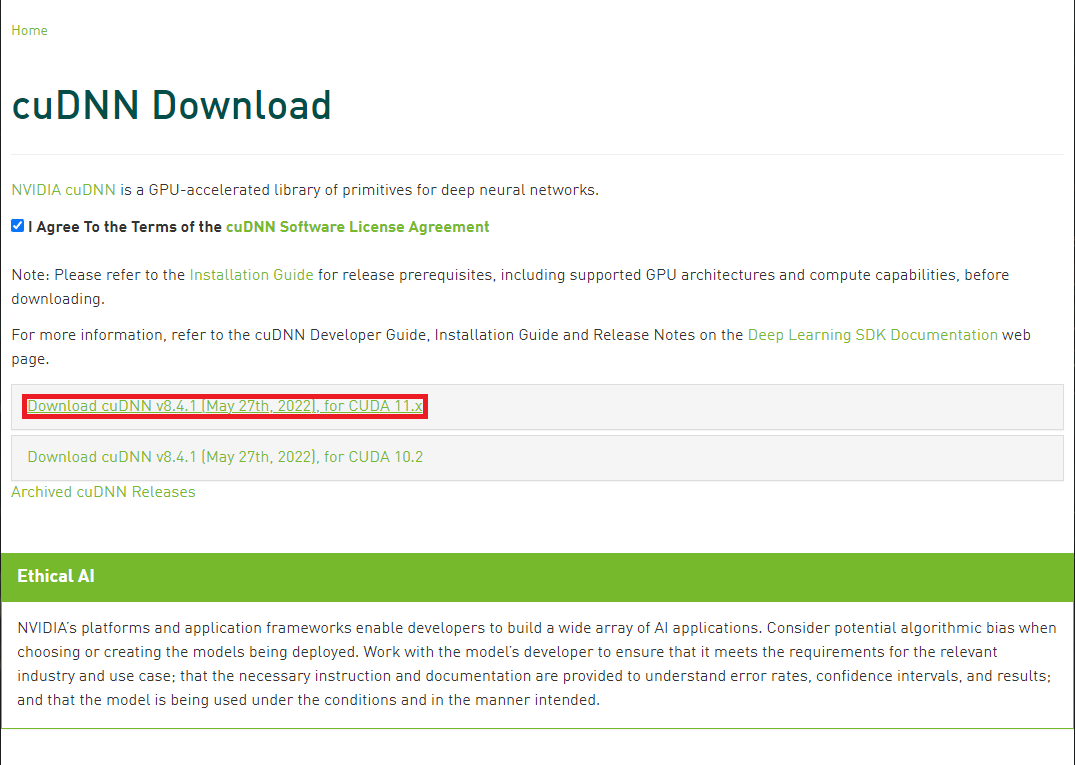 Home
cuDNN Download
NVIDIA cuDNN is a GPU-accelerated library of primitives for deep neural networks.
I Agree To the Terms of the cuDNN Software License Agreement
Note: Please refer to the Installation Guide for release prerequisites, including supported GPU architectures and compute capabilities, before
downloading.
For more information, refer to the cuDNN Developer Guide, Installation Guide and Release Notes on the Deep Learning SDK Documentation web
page.
Download cuDNN v8.4.1 (May 27th, 2022), for CUDA 11.x
Download cuDNN v8.4.1 (May 27th, 2022), for CUDA 10.2
Archived cuDNN Releases
Ethical AI
NVIDIA's platforms and application frameworks enable developers to build a wide array of AI applications. Consider potential algorithmic bias when
choosing or creating the models being deployed. Work with the model's developer to ensure that it meets the requirements for the relevant
industry and use case; that the necessary instruction and documentation are provided to understand error rates, confidence intervals, and results;
and that the model is being used under the conditions and in the manner intended.